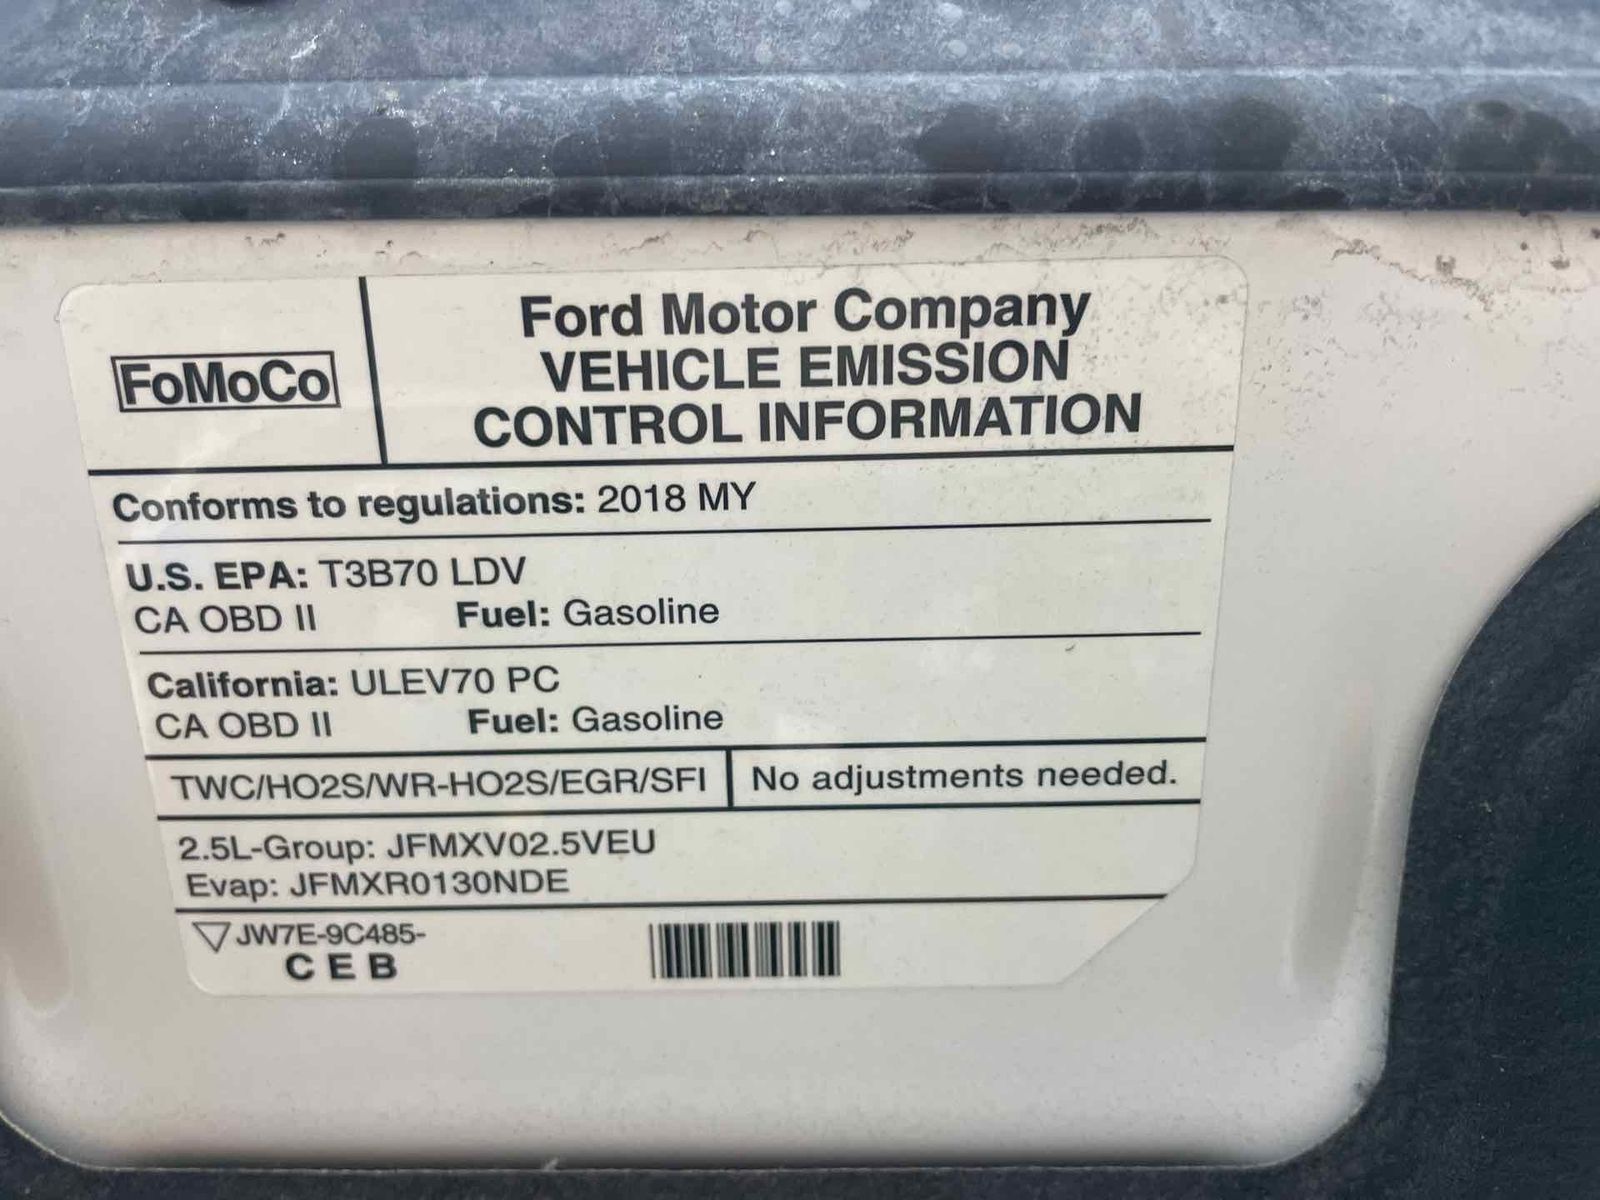 FoMoCo
Ford Motor Company
VEHICLE EMISSION
CONTROL INFORMATION
Conforms to regulations: 2018 MY
U.S. EPA: T3B70 LDV
CA OBD II Fuel: Gasoline
California: ULEV70 PC
CA OBD II Fuel: Gasoline
TWC/HO2S/WR-HO2S/EGR/SFI
No adjustments needed.
2.5L-Group: JFMXV02.5VEU
Evap: JFMXR0130NDE
JW7E-9C485-
C E B